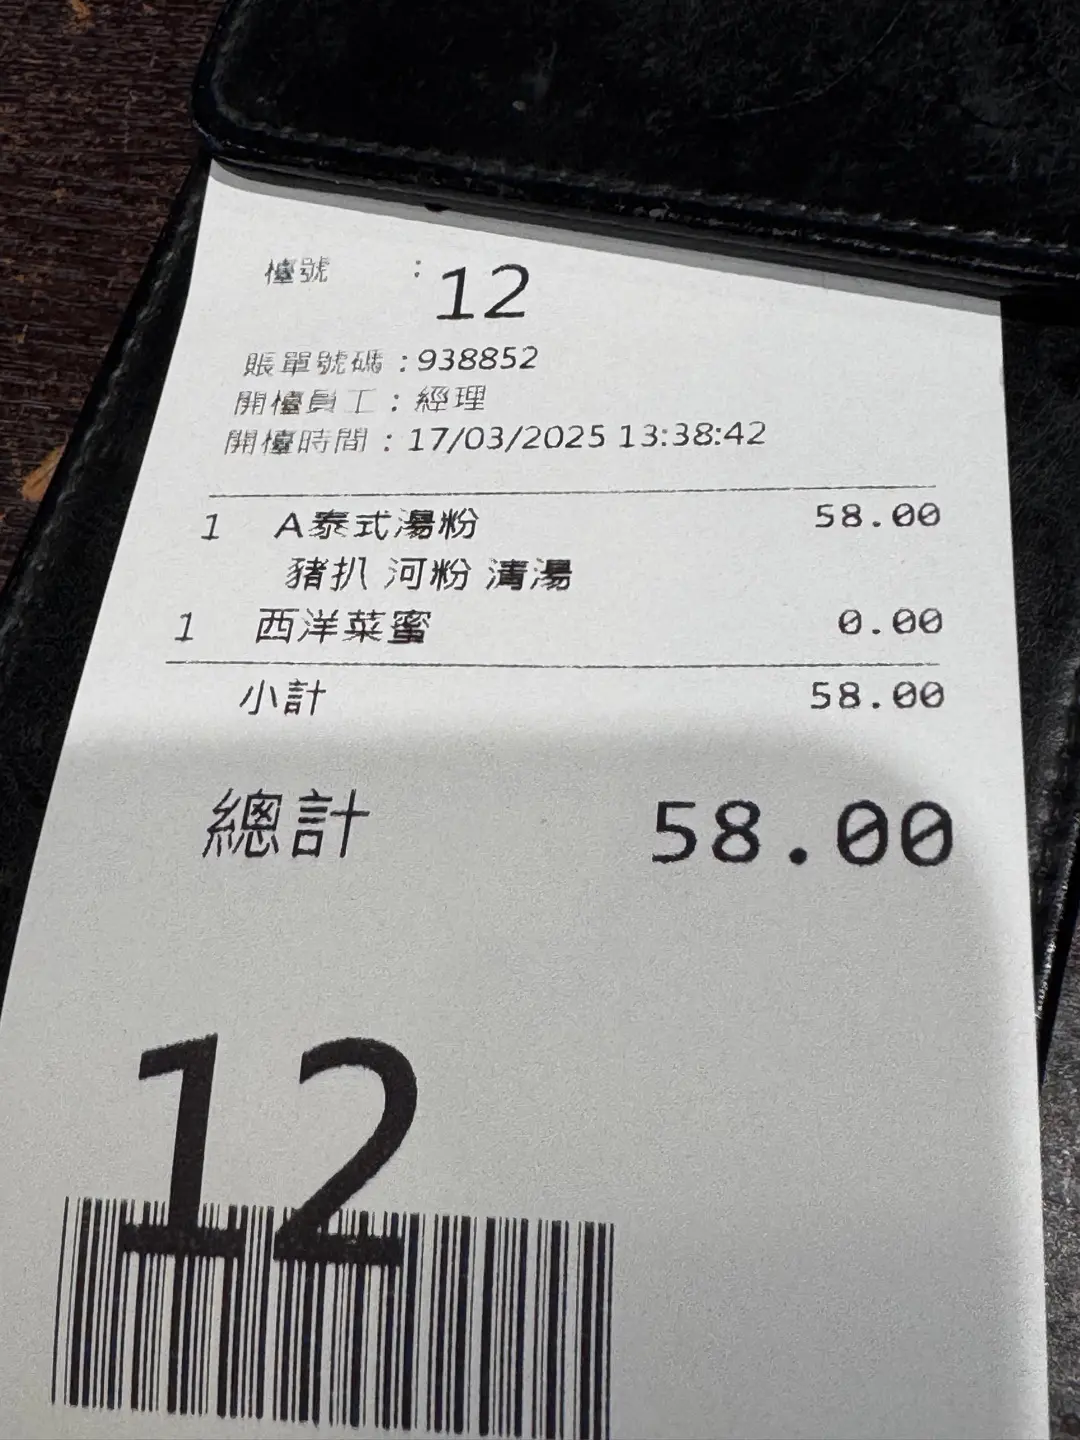 檯號 : 12
賬單號碼 : 938852
開檯員工 : 經理
開檯時間 : 17/03/2025 13:38:42
1 A泰式湯粉 58.00
豬扒 河粉 清湯
1 西洋菜蜜 0.00
小計 58.00
總計 58.00
12